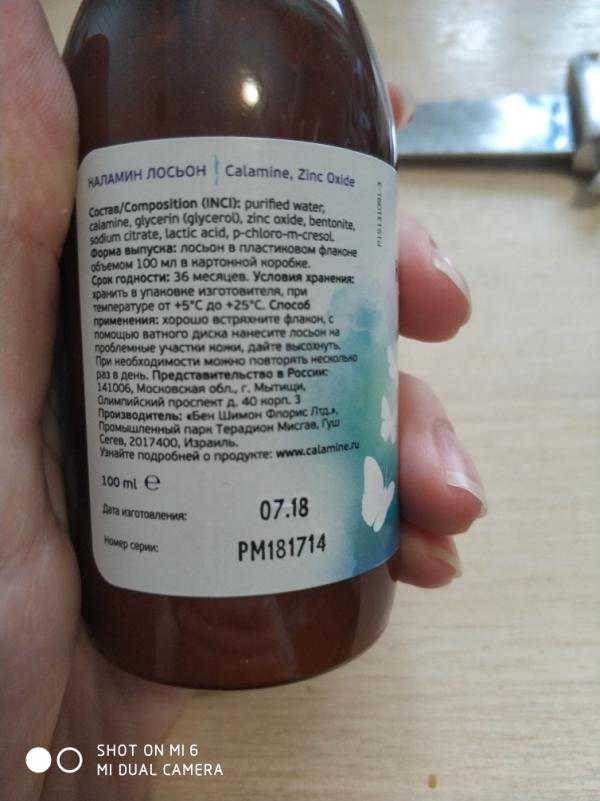 КАЛАМИН ЛОСЬОН | Calamine, Zinc Oxide
Состав/Composition (INCI): purified water,
calamine, glycerin (glycerol), zinc oxide, bentonite,
sodium citrate, lactic acid, p-chloro-m-cresol.
Форма выпуска: лосьон в пластиковом флаконе
объемом 100 мл в картонной коробке.
Срок годности: 36 месяцев. Условия хранения:
хранить в упаковке изготовителя, при
температуре от +5°С до +25°С. Способ
применения: хорошо встряхните флакон, с
помощью ватного диска нанесите лосьон на
проблемные участки кожи, дайте высохнуть.
При необходимости можно повторять несколько
раз в день. Представительство в России:
141006, Московская обл., г. Мытищи,
Олимпийский проспект д. 40 корп. 3
Производитель: «Бен Шимон Флорис Лтд.»,
Промышленный парк Терадион Мисгав, Гуш
Сегев, 2017400, Израиль.
Узнайте подробней о продукте: www.calamine.ru
100 ml e
Дата изготовления: 07.18
Номер серии: PM181714
SHOT ON MI 6
MI DUAL CAMERA